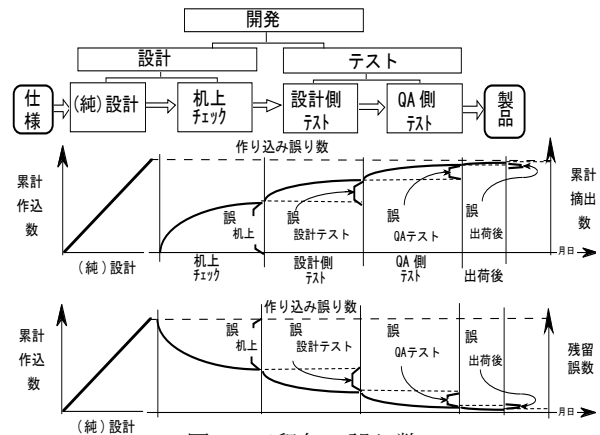 開発
設計
テスト
仕様
(純)設計
机上
チェック
設計側
テスト
QA側
テスト
製品
作り込み誤り数
累計
作込
数
誤
机上
誤
設計テスト
誤
QAテスト
誤
出荷後
累計
摘出
数
月日
(純)設計
机上
チェック
設計側
テスト
QA側
テスト
出荷後
作り込み誤り数
累計
作込
数
誤
机上
誤
設計テスト
誤
QAテスト
誤
出荷後
残留
誤数
月日
(純)設計